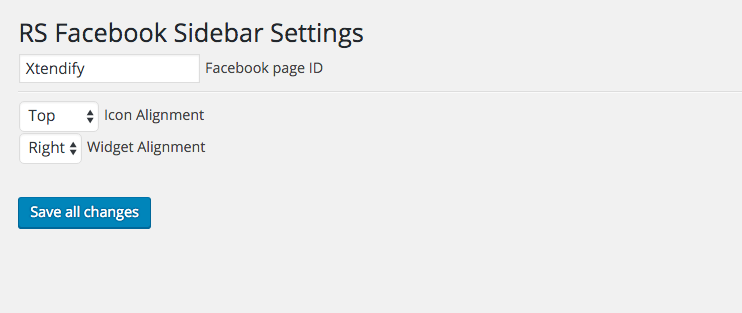 RS Facebook Sidebar Settings
Xtendify Facebook page ID
Top Icon Alignment
Right Widget Alignment
Save all changes